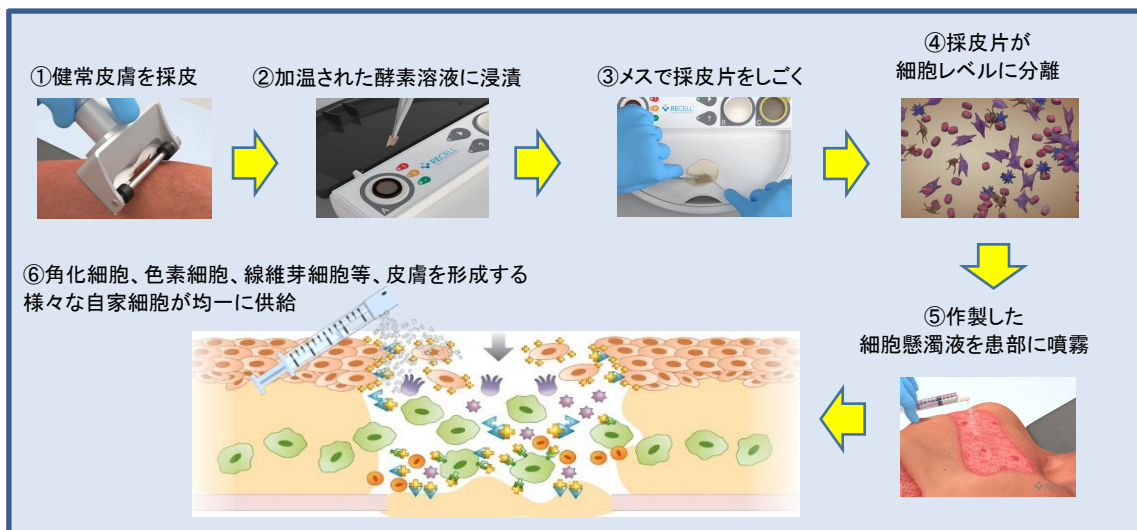 ①健常皮膚を採皮
②加温された酵素溶液に浸漬
③メスで採皮片をしごく
④採皮片が
細胞レベルに分離
⑤作製した
細胞懸濁液を患部に噴霧
⑥角化細胞、色素細胞、線維芽細胞等、皮膚を形成する
様々な自家細胞が均一に供給
RECELL
A
RECELL
?
B
C
?